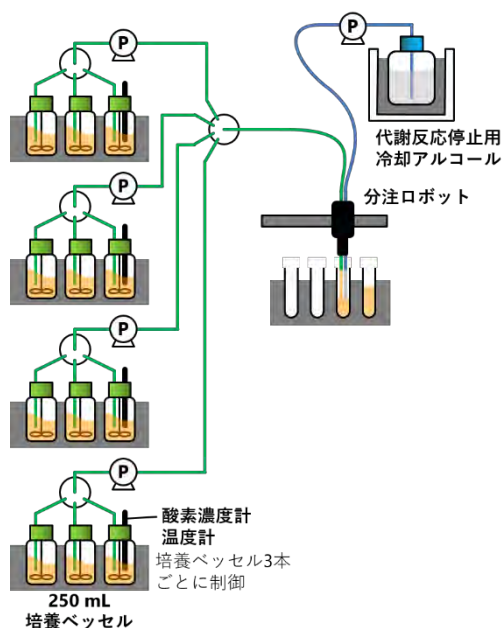 P
P
代謝反応停止用
冷却アルコール
分注ロボット
P
P
P
酸素濃度計
温度計
培養ベッセル3本
ごとに制御
250 mL
培養ベッセル